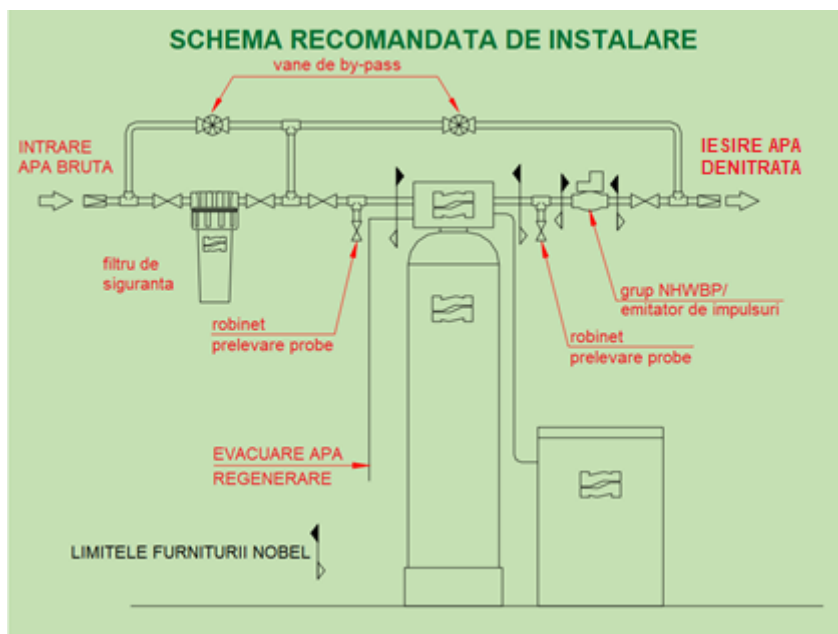 SCHEMA RECOMANDATA DE INSTALARE
vane de by-pass
INTRARE
APA BRUTA
IESIRE APA
DENITRATA
filtru de
siguranta
grup NHWBP/
emitator de impulsuri
robinet
prelevare probe
robinet
prelevare probe
EVACUARE APA
REGENERARE
LIMITELE FURNITURII NOBEL